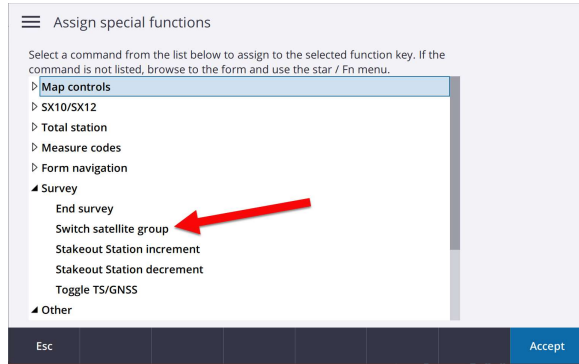 Assign special functions
Select a command from the list below to assign to the selected function key. If the
command is not listed, browse to the form and use the star / Fn menu.
Map controls
SX10/SX12
Total station
Measure codes
Form navigation
Survey
End survey
Switch satellite group
Stakeout Station increment
Stakeout Station decrement
Toggle TS/GNSS
Other
Esc
Accept